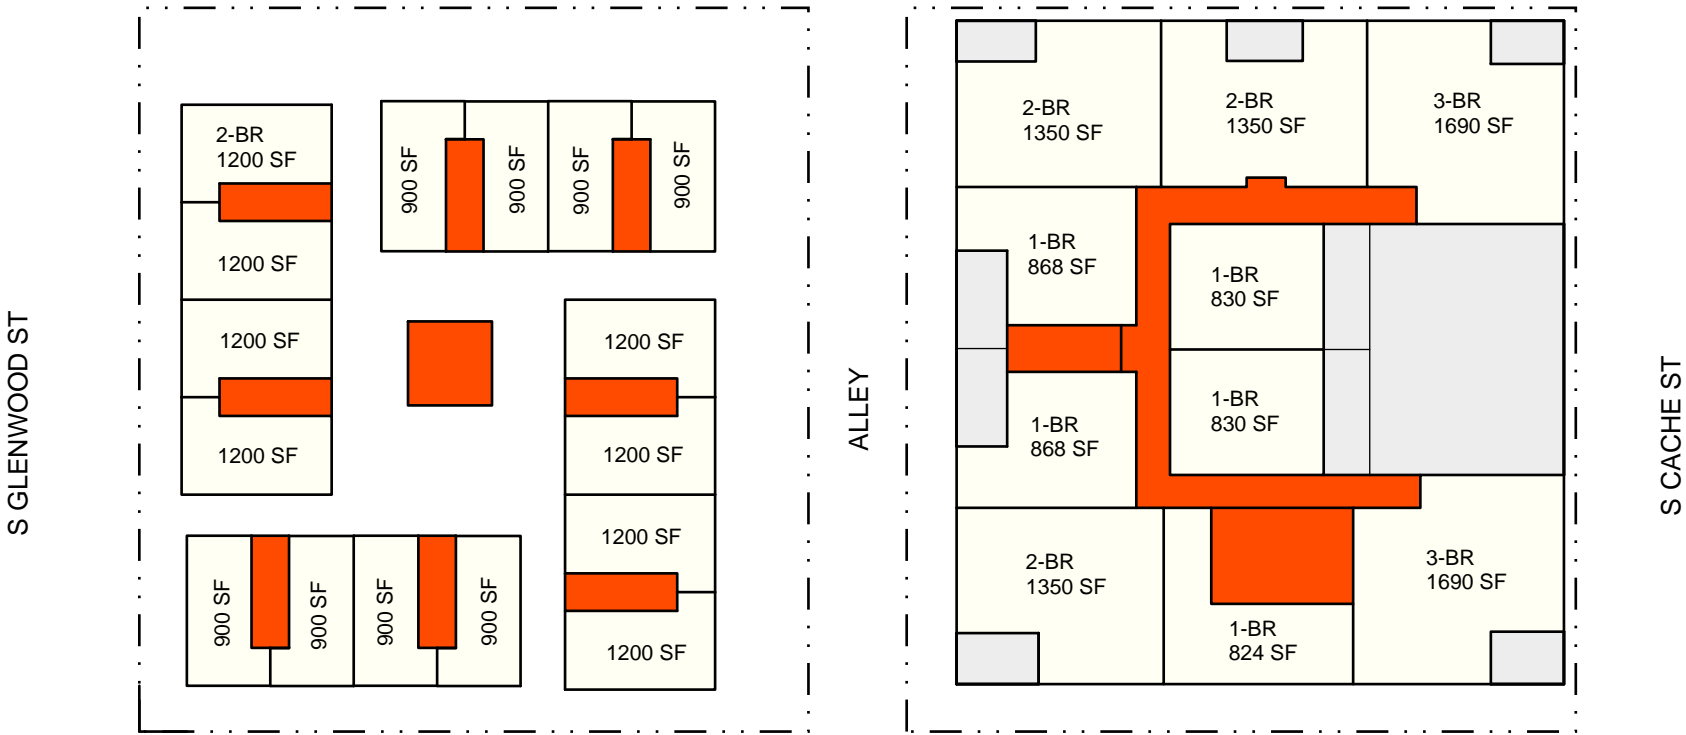 S GLENWOOD ST
2-BR
1200 SF
1200 SF
1200 SF
1200 SF
900 SF
900 SF
900 SF
900 SF
1200 SF
1200 SF
1200 SF
1200 SF
900 SF
900 SF
900 SF
900 SF
ALLEY
2-BR
1350 SF
2-BR
1350 SF
3-BR
1690 SF
1-BR
868 SF
1-BR
830 SF
1-BR
830 SF
1-BR
868 SF
2-BR
1350 SF
1-BR
824 SF
3-BR
1690 SF
S CACHE ST